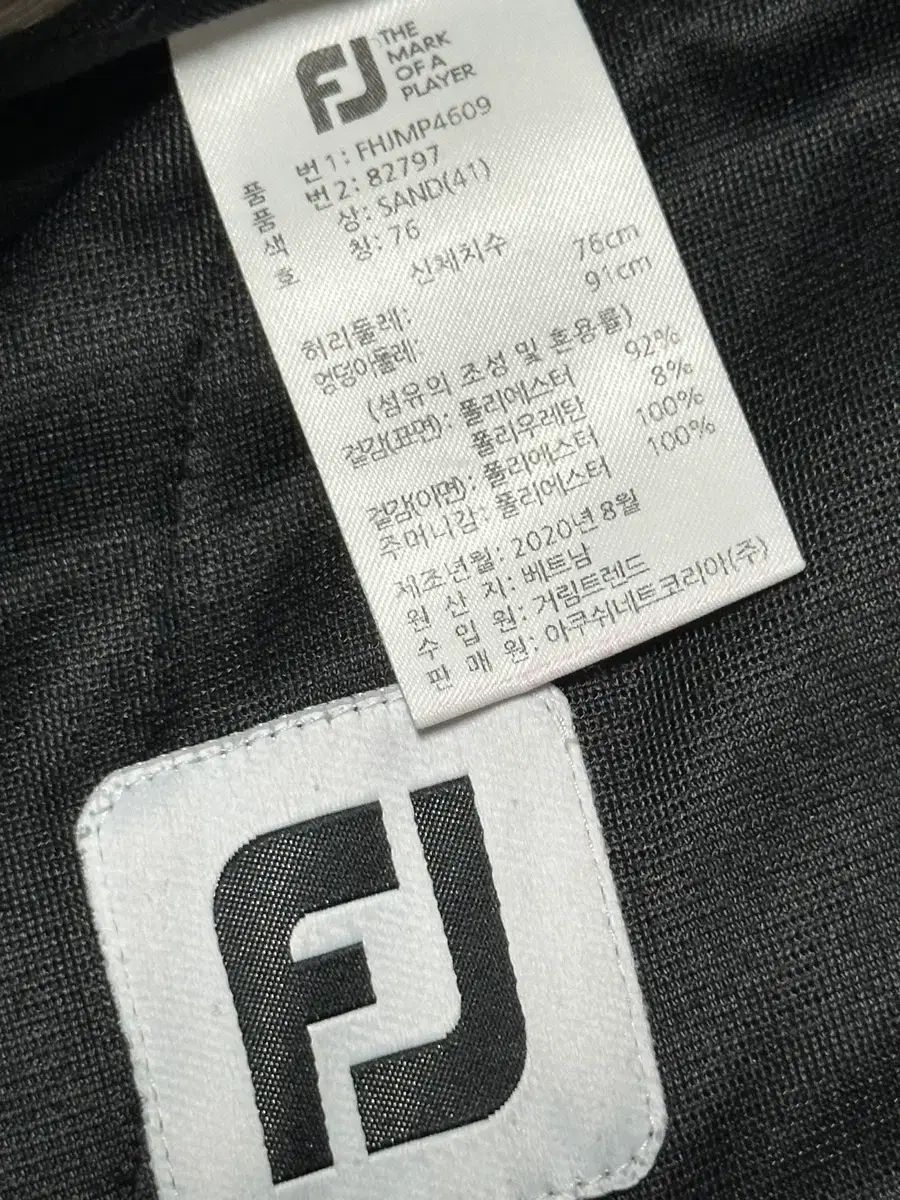 FJ THE
MARK
OF A
PLAYER
품 번1: FHJMP4609
품 번2: 82797
색 상: SAND(41)
호 칭: 76
신체치수
허리둘레: 76cm
엉덩이둘레: 91cm
(섬유의 조성 및 혼용률)
겉감(표면): 폴리에스터 92%
폴리우레탄 8%
겉감(이면): 폴리에스터 100%
주머니감: 폴리에스터 100%
제조년월: 2020년 8월
원 산 지: 베트남
수 입 원: 거림트렌드
판 매 원: 아쿠쉬네트코리아(주)
FJ